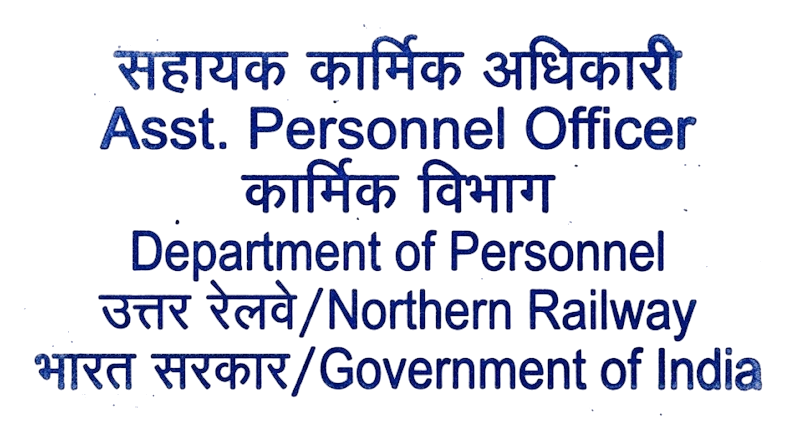 सहायक कार्मिक अधिकारी
Asst. Personnel Officer
कार्मिक विभाग
Department of Personnel
उत्तर रेलवे/Northern Railway
भारत सरकार/Government of India